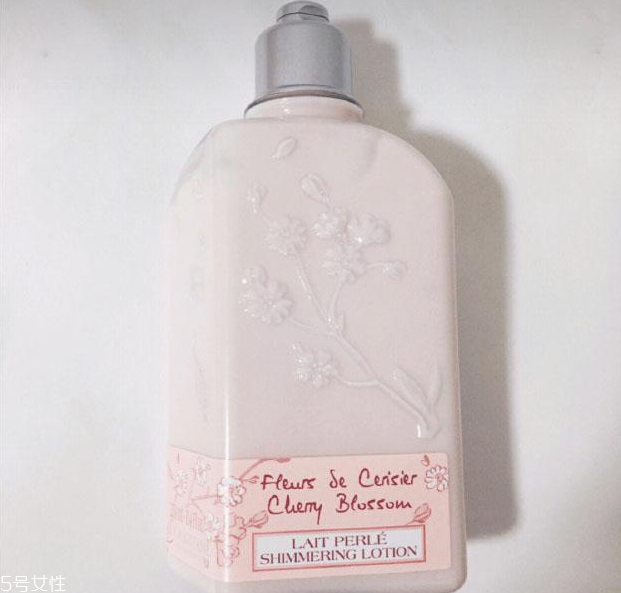 Fleurs de Cerisier
Cherry Blossom
LAIT PERLÉ
SHIMMERING LOTION
5号女性